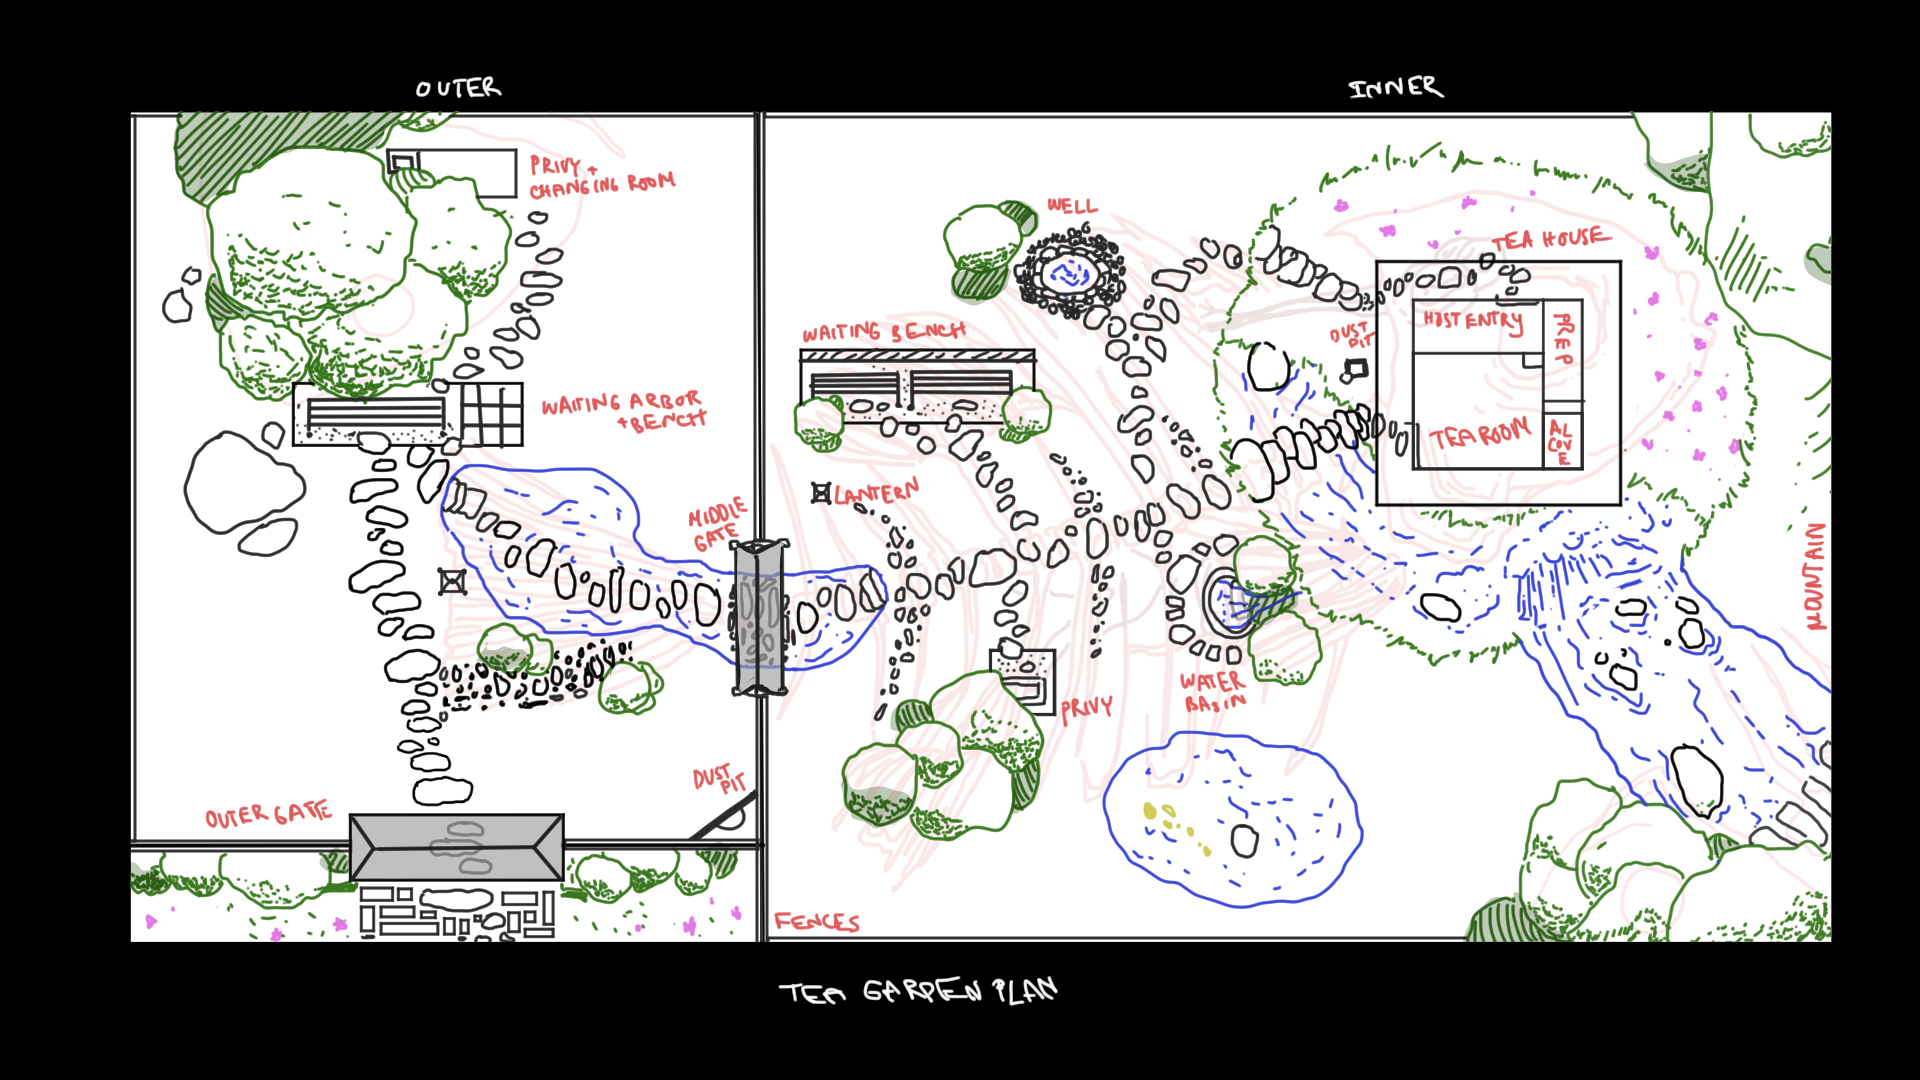 OUTER
INNER
PRIVY +
CHANGING ROOM
WELL
TEA HOUSE
WAITING BENCH
HOST ENTRY
PREP
DUST
PIT
WAITING ARBOR
+ BENCH
TEA ROOM
ALCOVE
LANTERN
MIDDLE
GATE
MOUNTAIN
WATER
BASIN
PRIVY
DUST
PIT
OUTER GATE
FENCES
TEA GARDEN PLAN